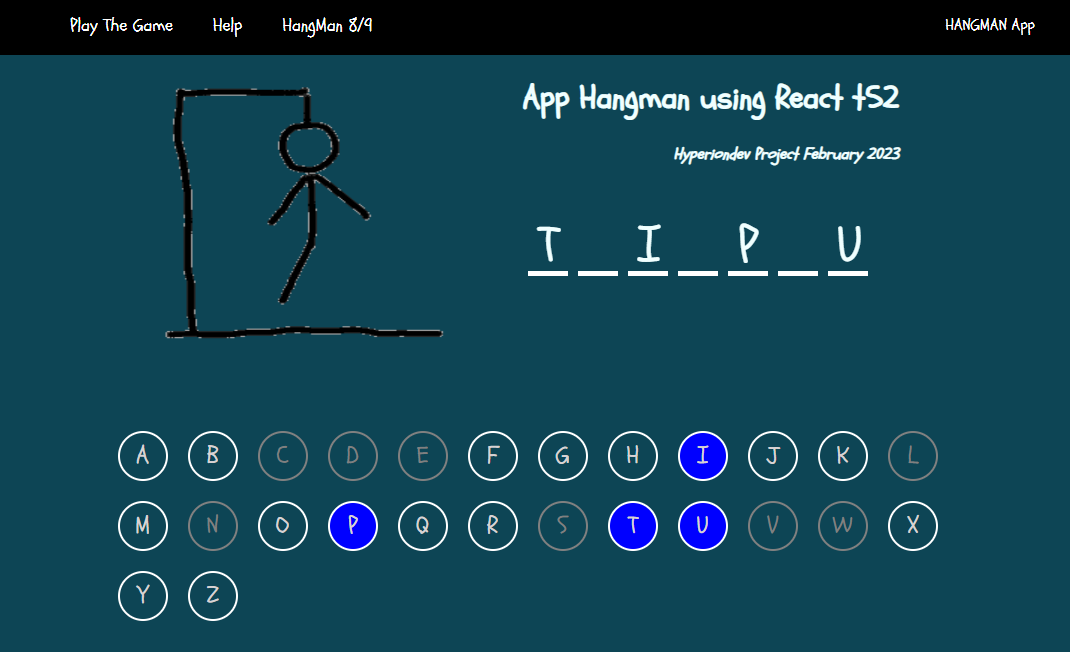 Play The Game Help HangMan 8/9 HANGMAN App
App Hangman using React tS2
Hyperiondev Project February 2023
T _ I _ P _ U
A B C D E F G H I J K L
M N O P Q R S T U V W X
Y Z